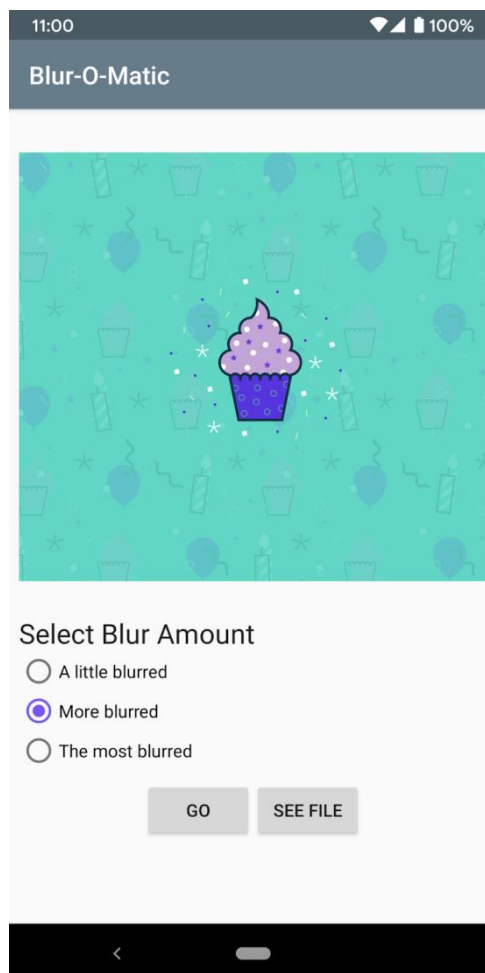 11:00 100%
Blur-O-Matic
Select Blur Amount
A little blurred
More blurred
The most blurred
GO SEE FILE